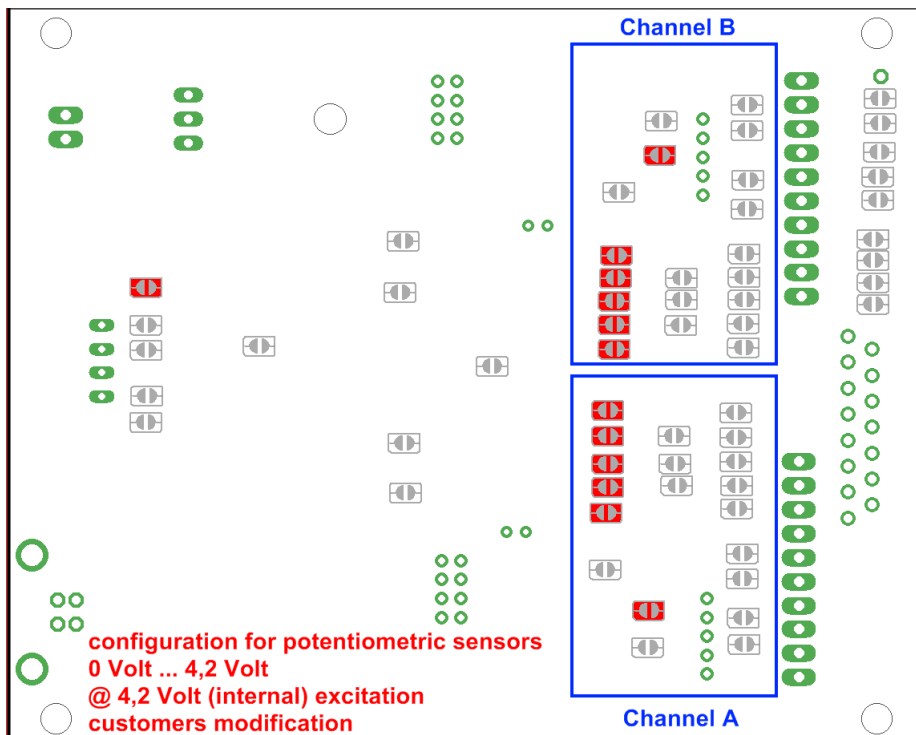 Channel B
configuration for potentiometric sensors
0 Volt ... 4,2 Volt
@ 4,2 Volt (internal) excitation
customers modification
Channel A